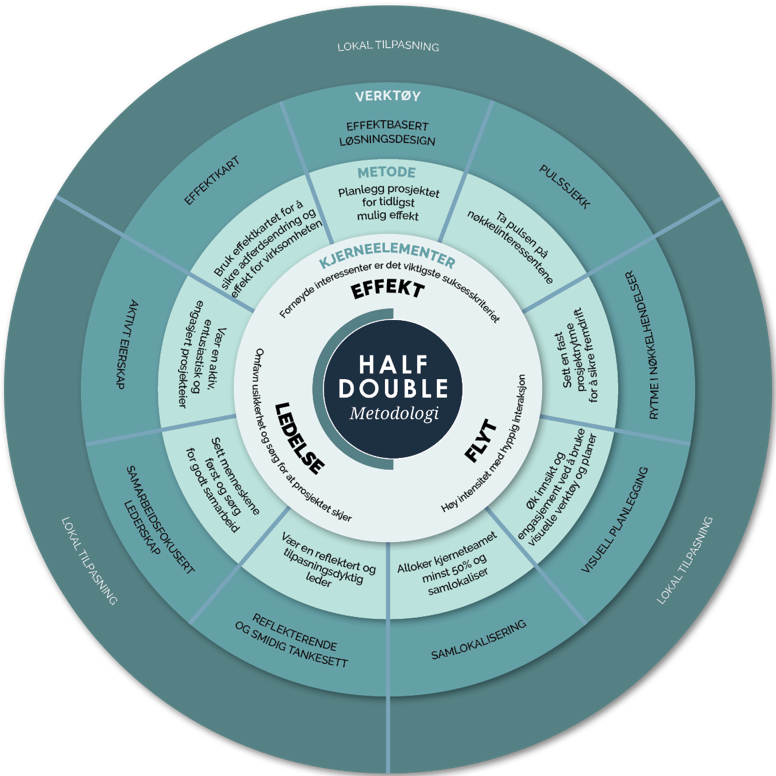 LOKAL TILPASNING
VERKTØY
EFFEKTBASERT
LØSNINGSDESIGN
METODE
Planlegg prosjektet
for tidligst
mulig effekt
PULSSJEKK
Ta pulsen på
nøkkelinteressentene
RYTME I NØKKELHENDELSER
Sett en fast
prosjektrytme
for å sikre fremdrift
VISUELL PLANLEGGING
Øk innsikt og
engasjement ved å bruke
visuelle verktøy og planer
LOKAL TILPASNING
SAMLOKALISERING
Alloker kjerneteamet
minst 50% og
samlokaliser
REFLEKTERENDE
OG SMIDIG TANKESETT
Vær en reflektert og
tilpasningsdyktig
leder
LOKAL TILPASNING
SAMARBEIDSFOKUSERT
LEDERSKAP
Sett menneskene
først og sørg
for godt samarbeid
AKTIVT EIERSKAP
Vær en aktiv,
entusiastisk og
engasjert prosjekteier
EFFEKTKART
Bruk effektkartet for å
sikre adferdsendring og
effekt for virksomheten
KJERNEELEMENTER
Fornøyde interessenter er det viktigste suksesskriteriet
EFFEKT
FLYT
Høy intensitet med hyppig interaksjon
LEDELSE
Omfavn usikkerhet og sørg for at prosjektet skjer
HALF
DOUBLE
Metodologi